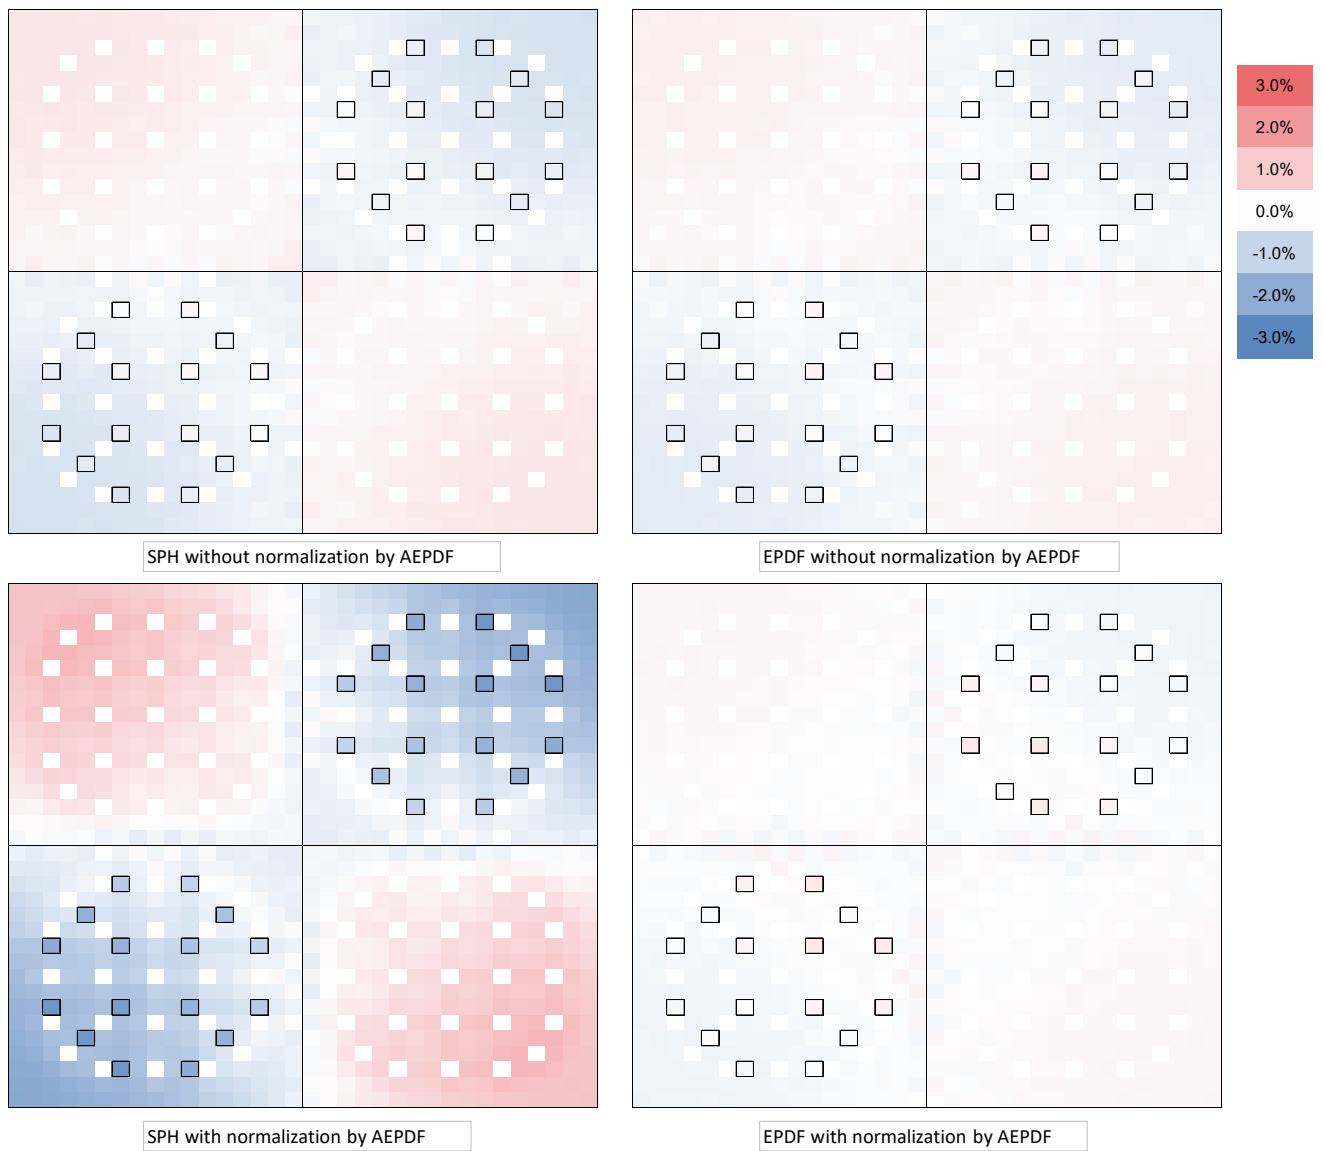 3.0%
2.0%
1.0%
0.0%
-1.0%
-2.0%
-3.0%
SPH without normalization by AEPDF
EPDF without normalization by AEPDF
SPH with normalization by AEPDF
EPDF with normalization by AEPDF